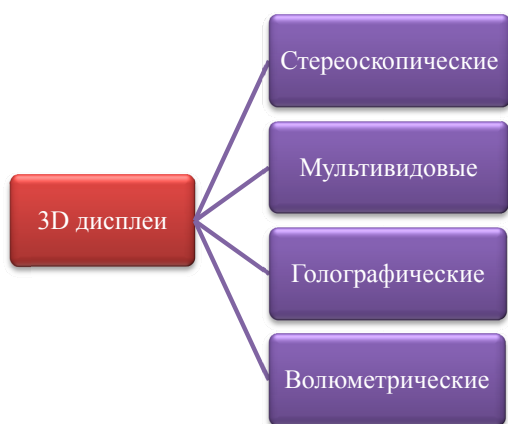 Стереоскопические
Мультивидовые
3D дисплеи
Голографические
Волюметрические